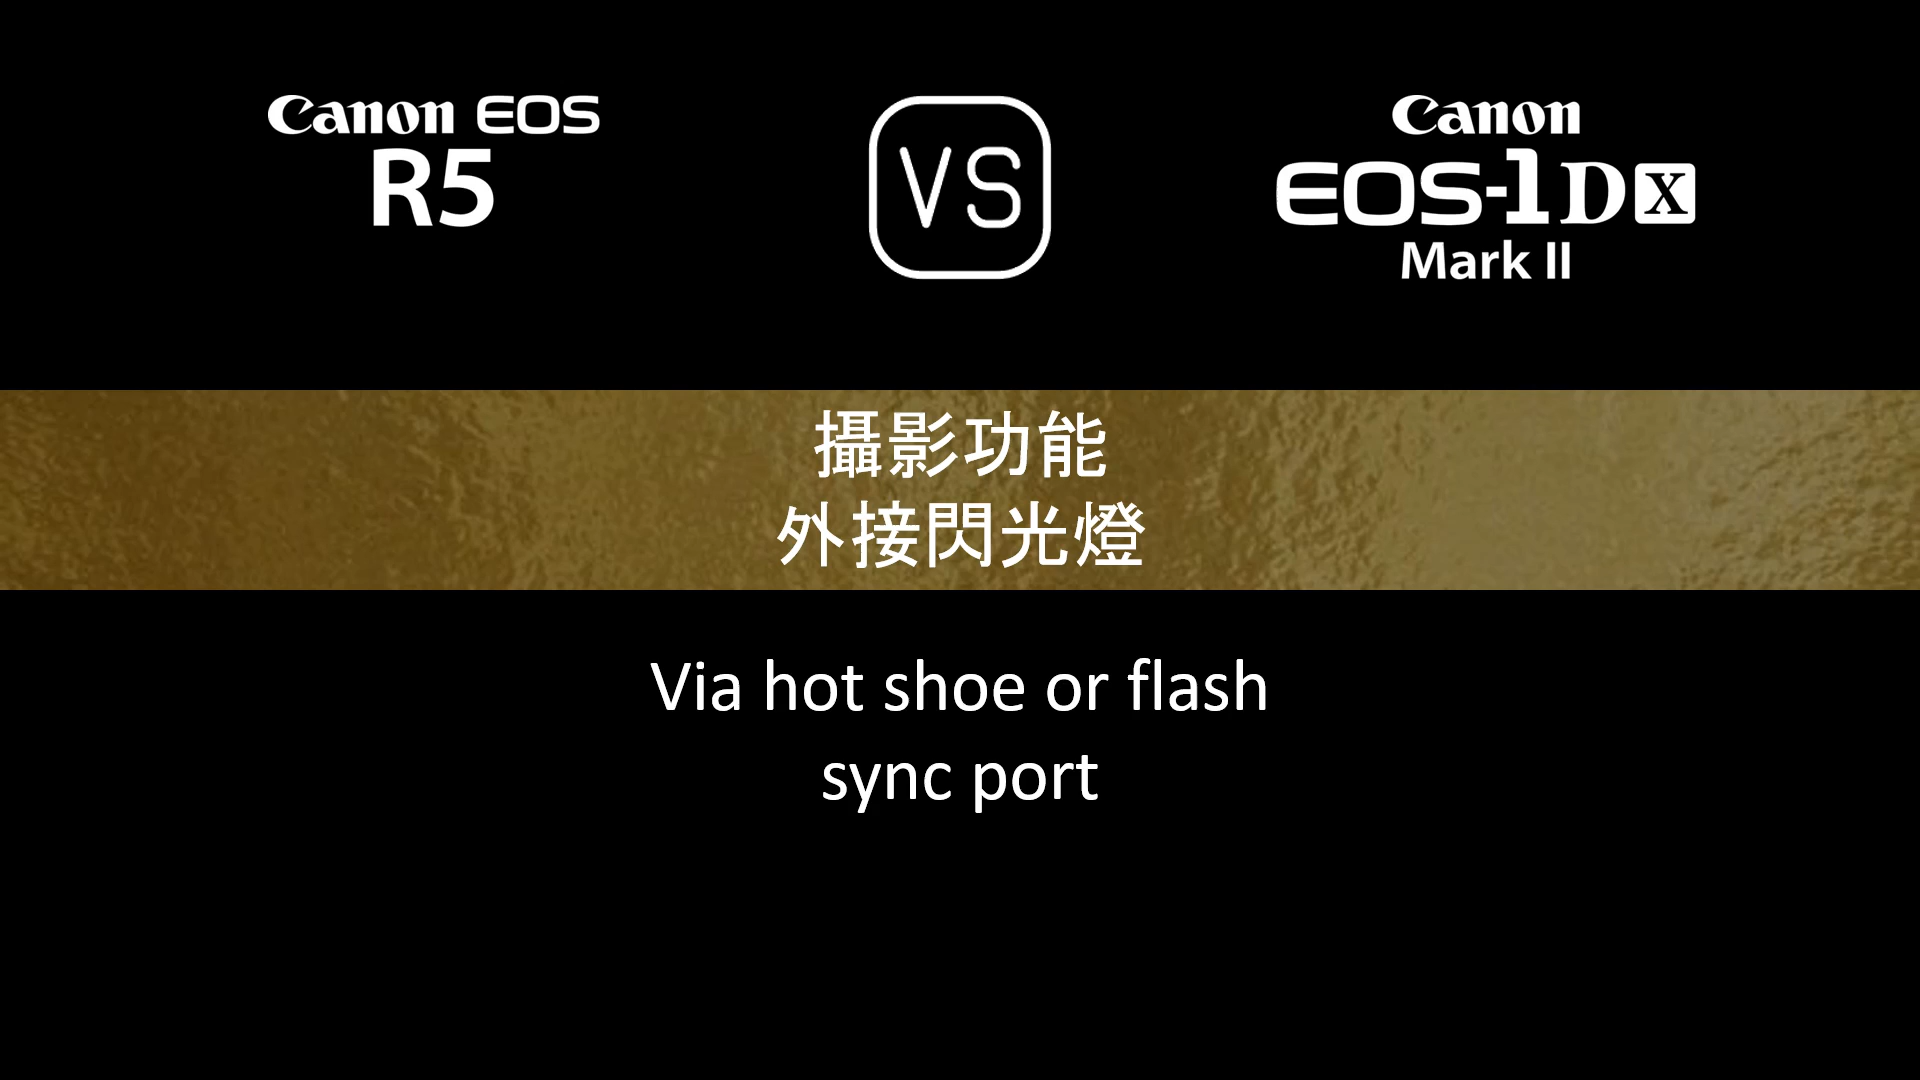 Canon EOS
R5
VS
Canon
EOS-1DX
Mark II
攝影功能
外接閃光燈
Via hot shoe or flash
sync port